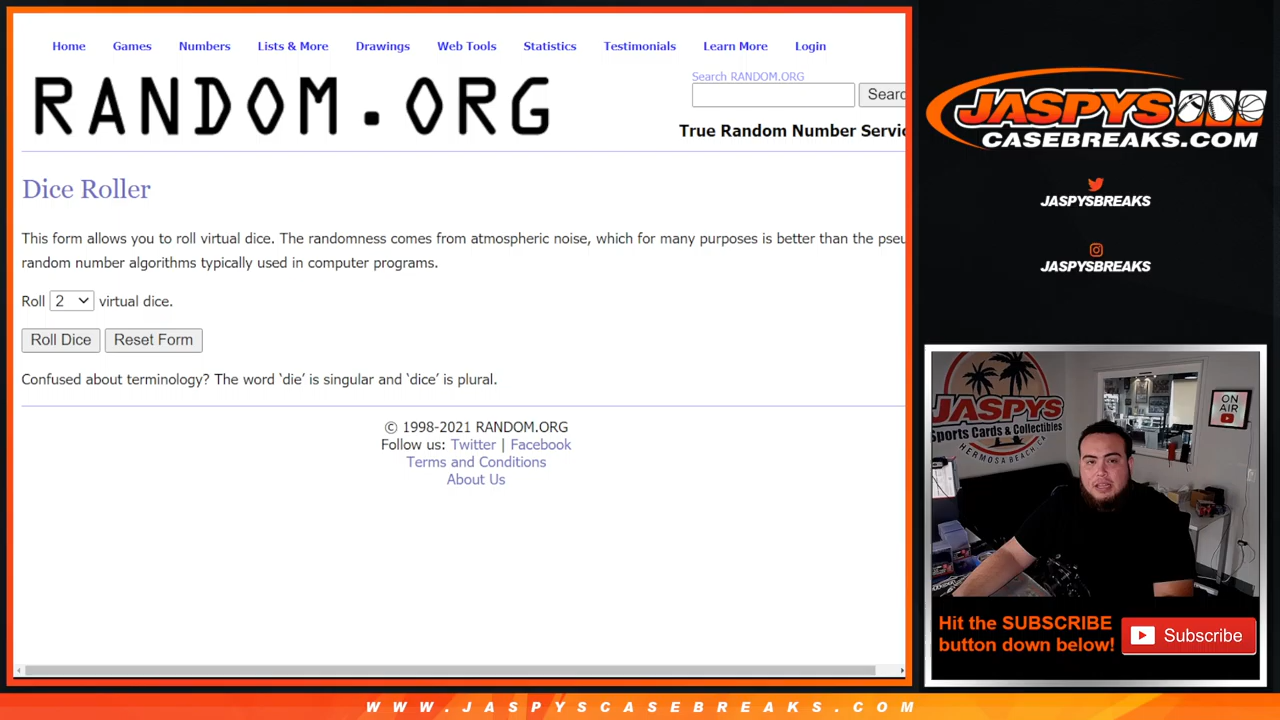 Home Games Numbers Lists & More Drawings Web Tools Statistics Testimonials Learn More Login
RANDOM.ORG
Search RANDOM.ORG
Searc
True Random Number Servic
Dice Roller
This form allows you to roll virtual dice. The randomness comes from atmospheric noise, which for many purposes is better than the pseu
random number algorithms typically used in computer programs.
Roll 2 virtual dice.
Roll Dice Reset Form
Confused about terminology? The word ‘die’ is singular and ‘dice’ is plural.
© 1998-2021 RANDOM.ORG
Follow us: Twitter | Facebook
Terms and Conditions
About Us
JASPYS
CASEBREAKS.COM
JASPYSBREAKS
JASPYSBREAKS
JASPYS
Sports Cards & Collectibles
HERMOSA BEACH, CA
ON
AIR
Hit the SUBSCRIBE
button down below!
Subscribe
WWW.JASPYSCASEBREAKS.COM